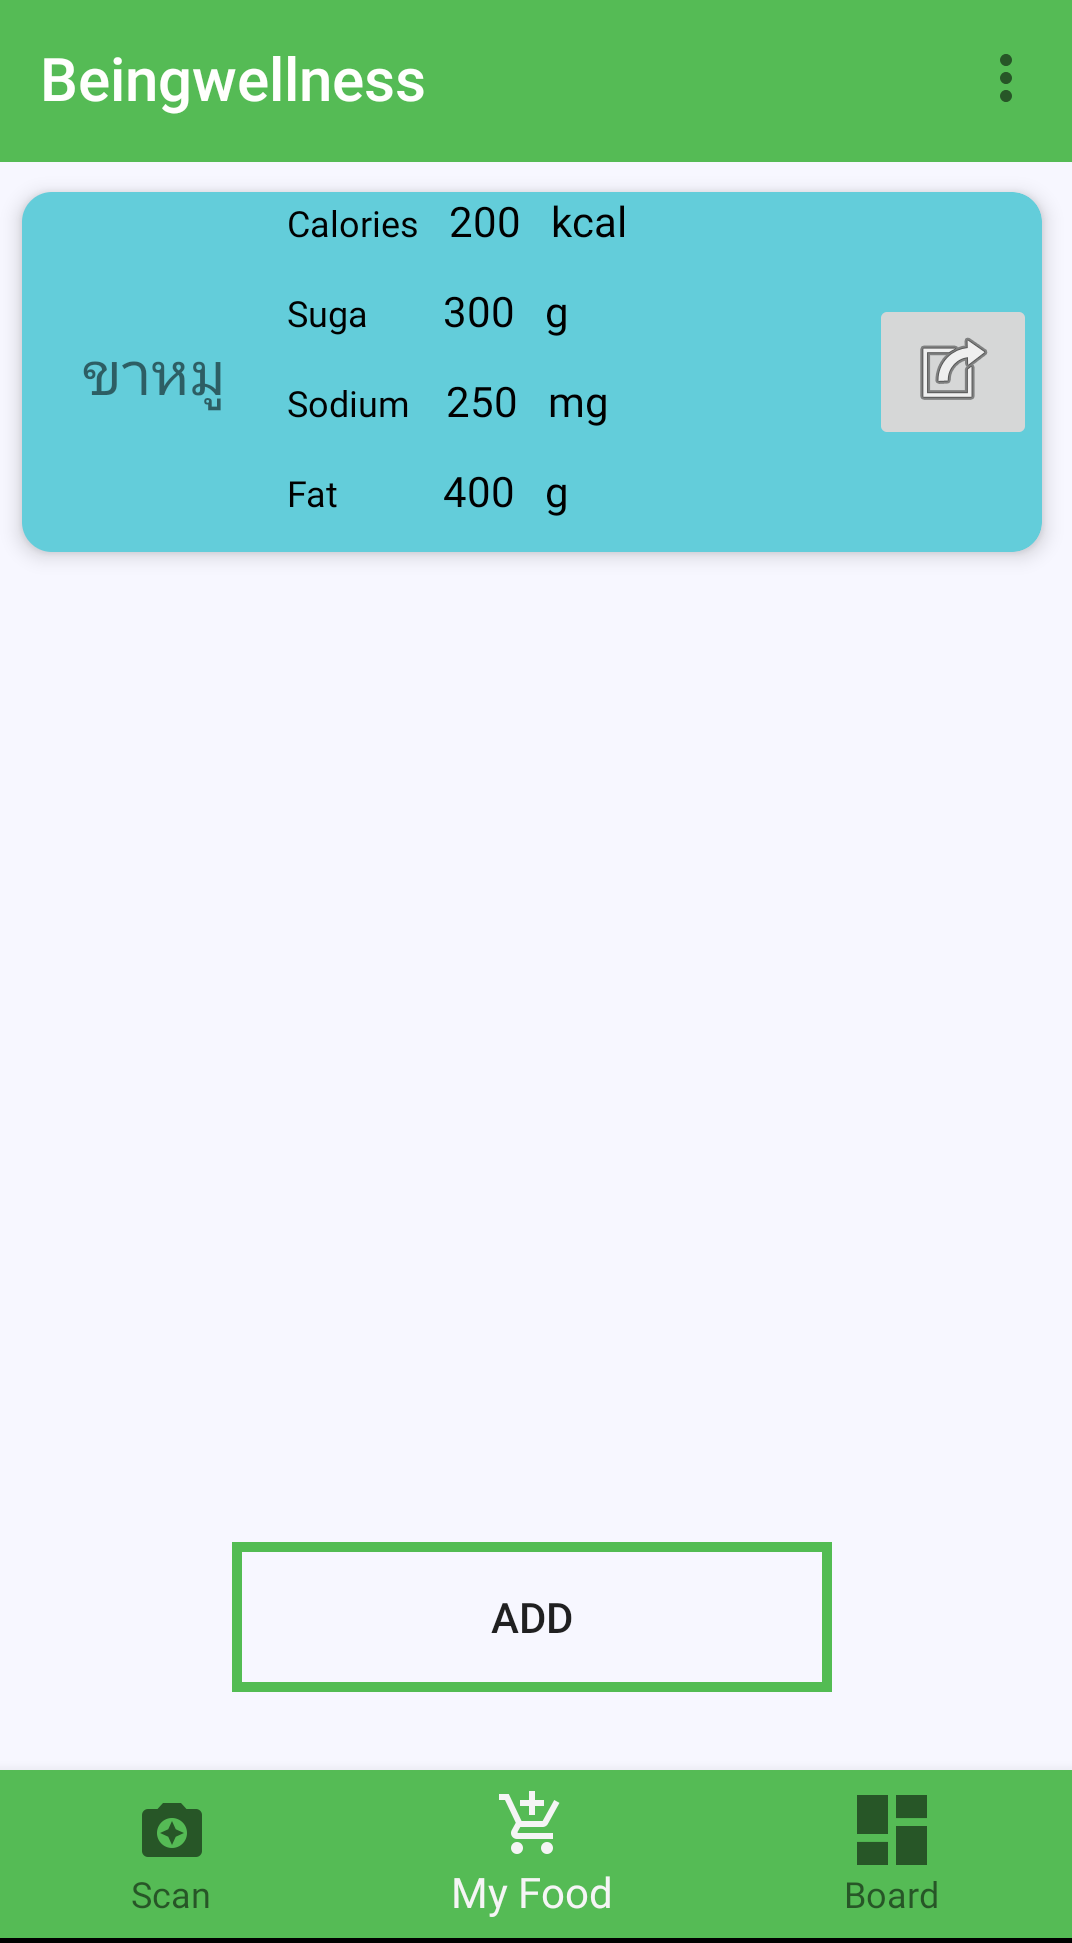 Beingwellness
Calories 200 kcal
Suga 300 g
ขาหมู
Sodium 250 mg
Fat 400 g
ADD
Scan
My Food
Board